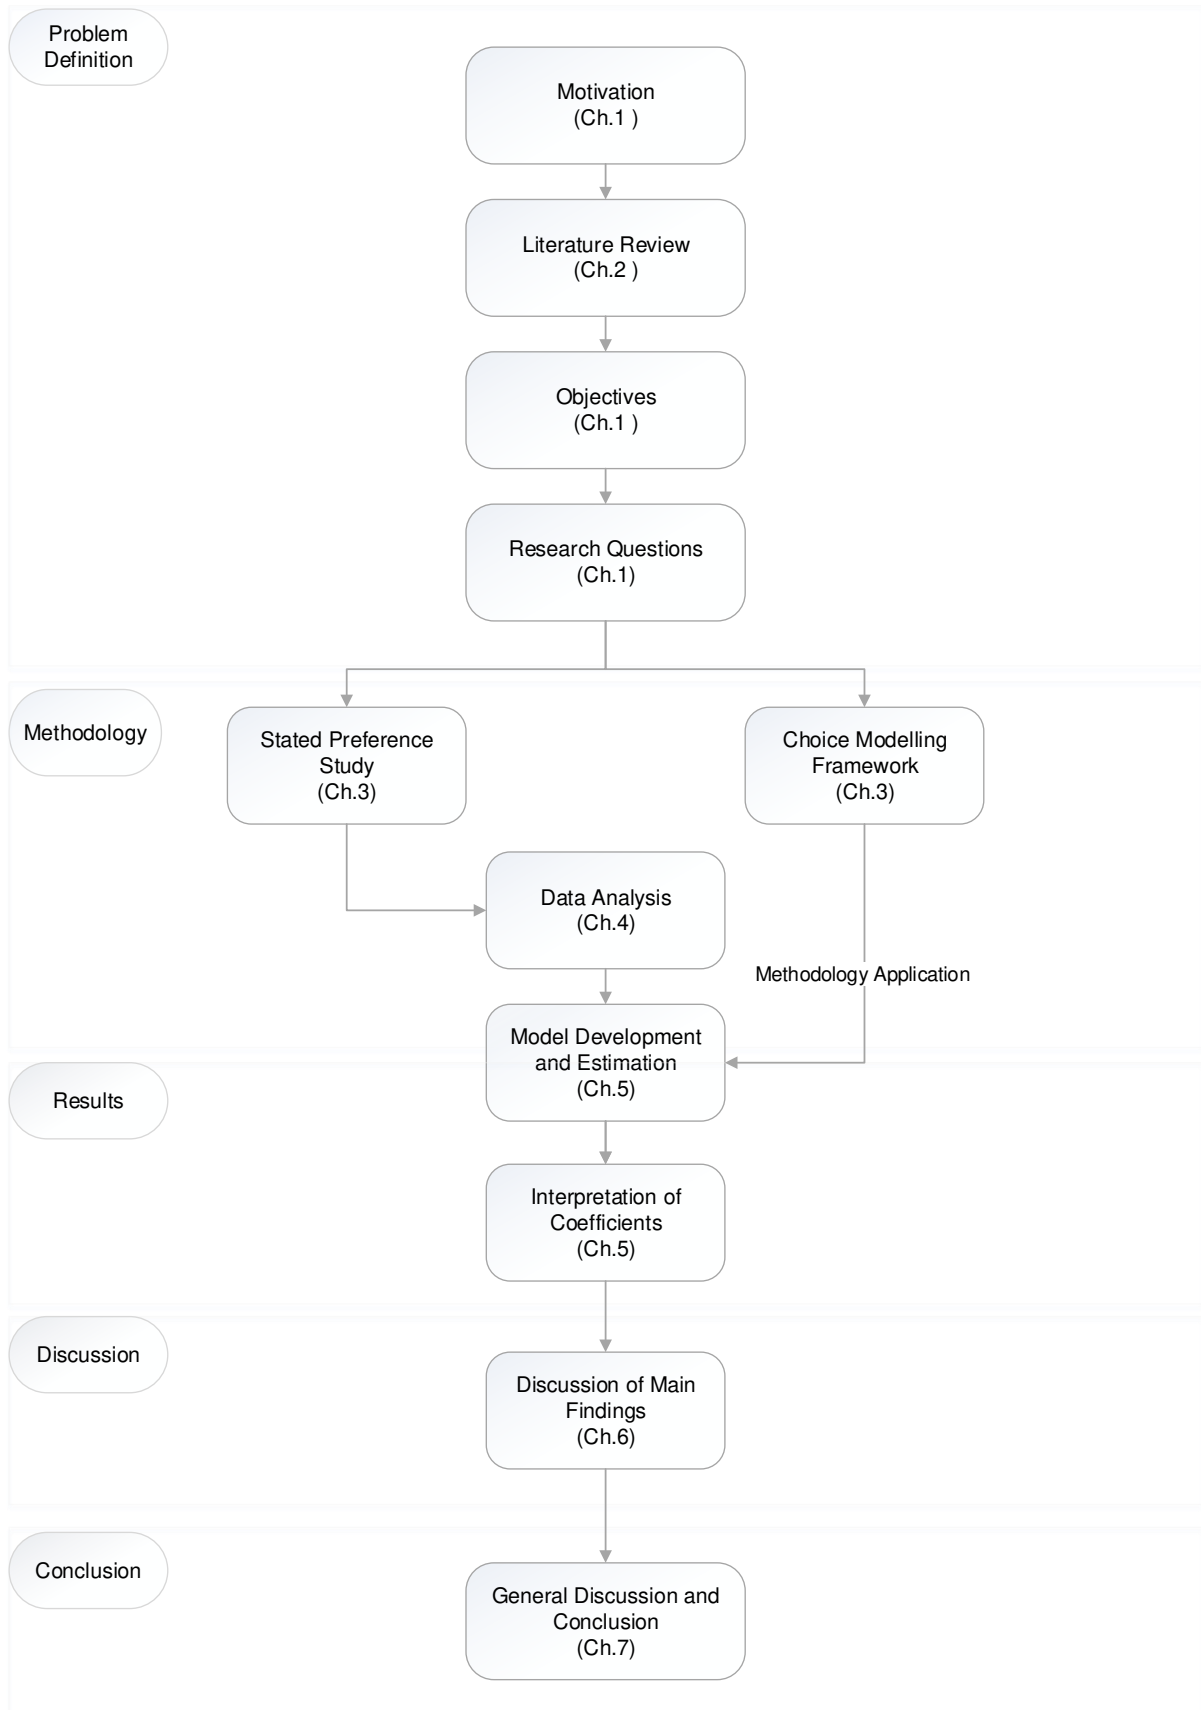 Problem
Definition
Motivation
(Ch.1 )
Literature Review
(Ch.2 )
Objectives
(Ch.1 )
Research Questions
(Ch.1)
Methodology
Stated Preference
Study
(Ch.3)
Choice Modelling
Framework
(Ch.3)
Data Analysis
(Ch.4)
Methodology Application
Model Development
and Estimation
(Ch.5)
Results
Interpretation of
Coefficients
(Ch.5)
Discussion
Discussion of Main
Findings
(Ch.6)
Conclusion
General Discussion and
Conclusion
(Ch.7)